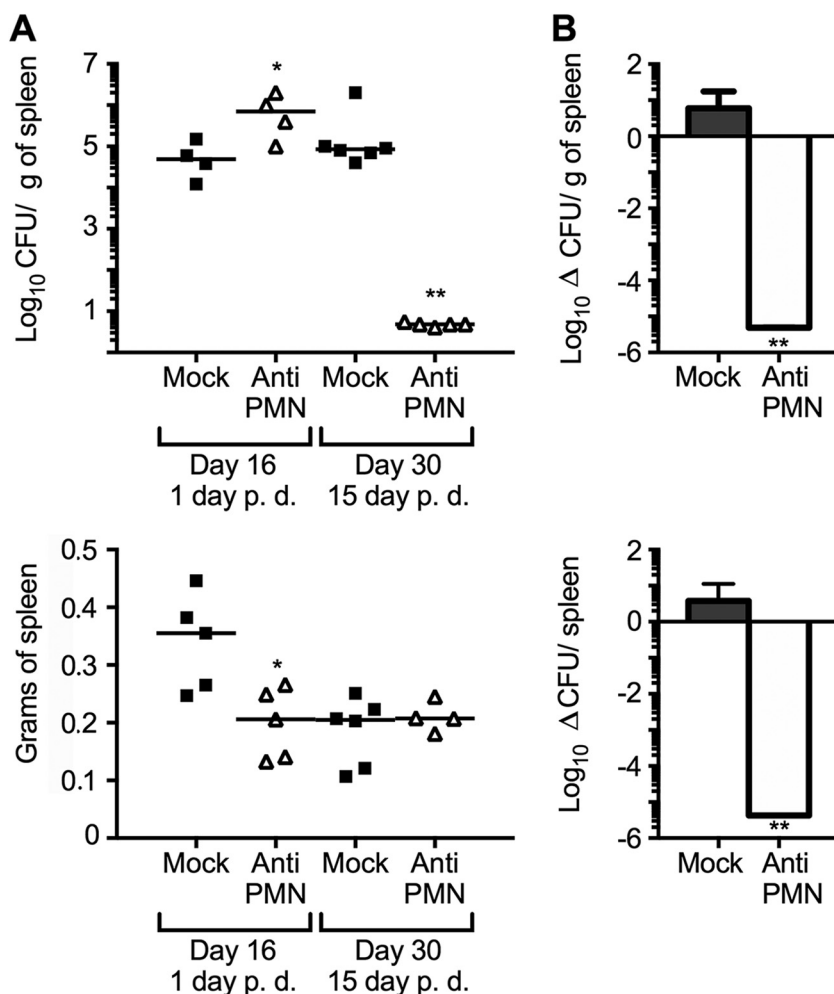 A
Log10 CFU/ g of spleen
7
5
3
1
*
**
Mock
Anti
PMN
Mock
Anti
PMN
Day 16
1 day p. d.
Day 30
15 day p. d.
B
Log10 Δ CFU/ g of spleen
2
0
-2
-4
-6
**
Mock
Anti
PMN
Grams of spleen
0.5
0.4
0.3
0.2
0.1
0
*
Mock
Anti
PMN
Mock
Anti
PMN
Day 16
1 day p. d.
Day 30
15 day p. d.
Log10 ΔCFU/ spleen
2
0
-2
-4
-6
**
Mock
Anti
PMN